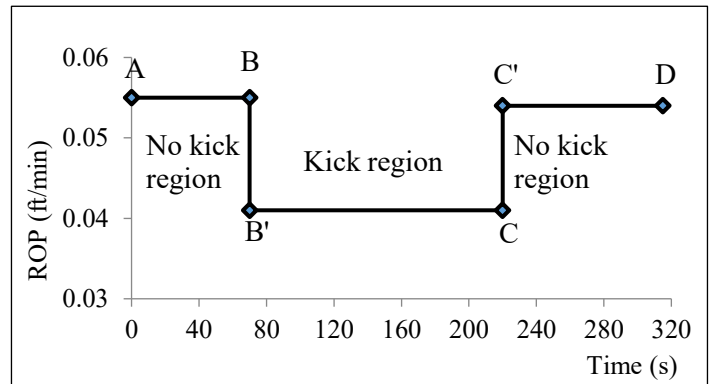 0.06
0.05
0.04
0.03
ROP (ft/min)
A
B
C'
D
No kick
region
Kick region
No kick
region
B'
C
0 40 80 120 160 200 240 280 320
Time (s)